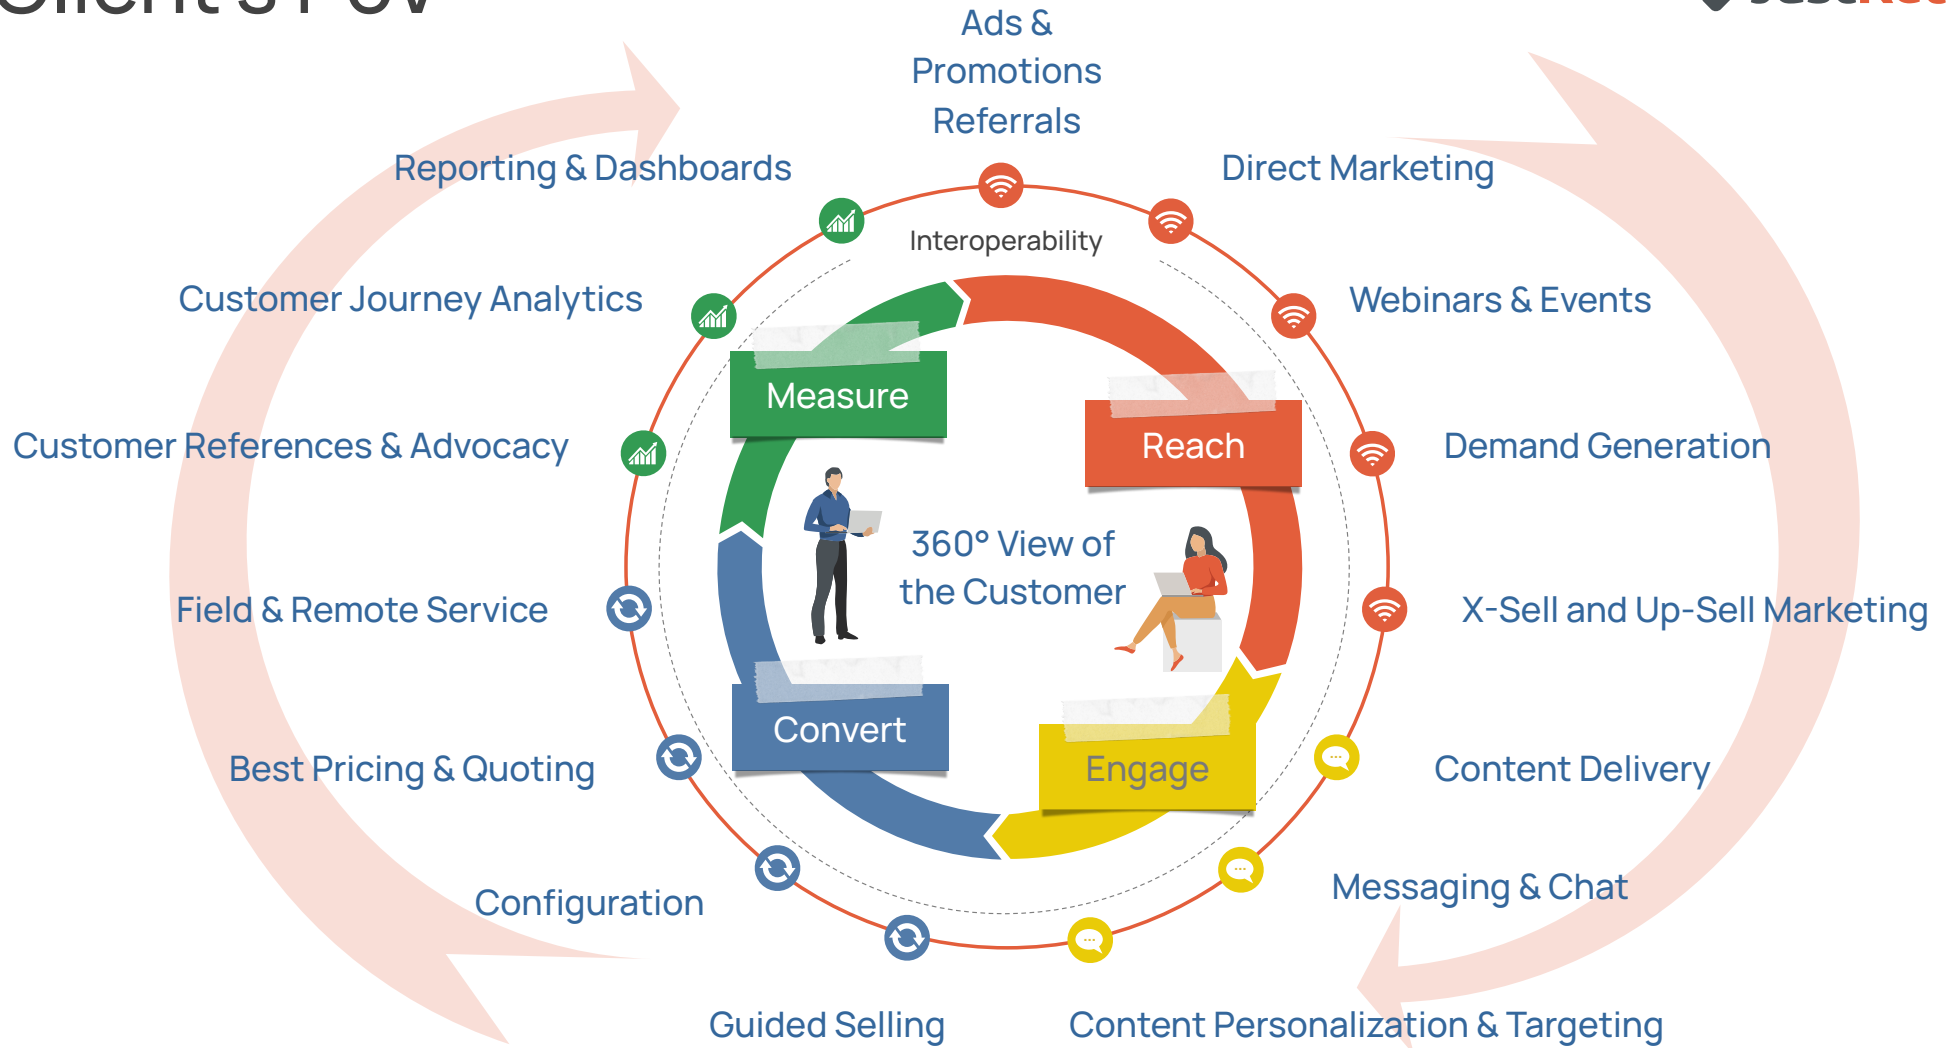 Client's PoV
Ads &
Promotions
Referrals
Reporting & Dashboards
Direct Marketing
Interoperability
Customer Journey Analytics
Webinars & Events
Measure
Reach
Customer References & Advocacy
Demand Generation
360° View of
the Customer
Field & Remote Service
X-Sell and Up-Sell Marketing
Convert
Engage
Best Pricing & Quoting
Content Delivery
Configuration
Messaging & Chat
Guided Selling
Content Personalization & Targeting